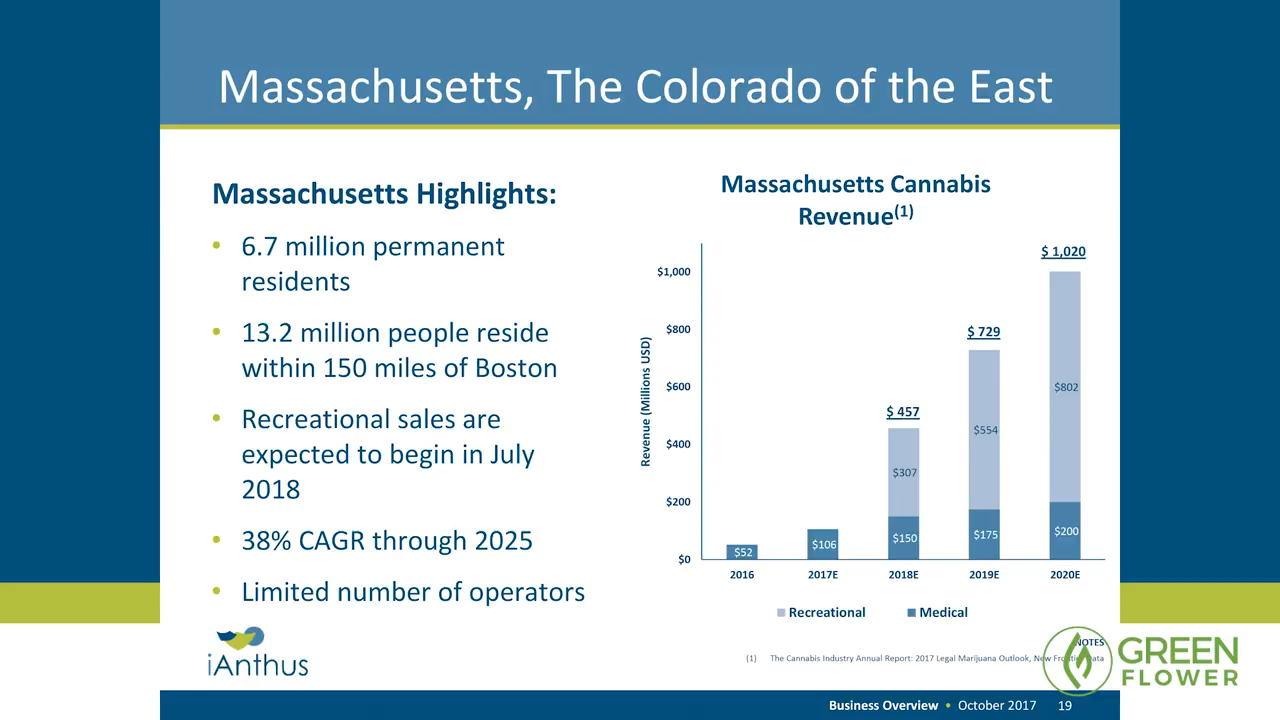 Massachusetts, The Colorado of the East
Massachusetts Highlights:
• 6.7 million permanent
residents
• 13.2 million people reside
within 150 miles of Boston
• Recreational sales are
expected to begin in July
2018
• 38% CAGR through 2025
• Limited number of operators
iAnthus
Massachusetts Cannabis
Revenue(1)
Revenue (Millions USD)
$1,000
$800
$600
$400
$200
$0
$ 1,020
$ 729
$ 457
$802
$554
$307
$52
$106
$150
$175
$200
2016 2017E 2018E 2019E 2020E
Recreational Medical
NOTES
(1) The Cannabis Industry Annual Report: 2017 Legal Marijuana Outlook, New Frontier Data
GREEN
FLOWER
Business Overview • October 2017 19